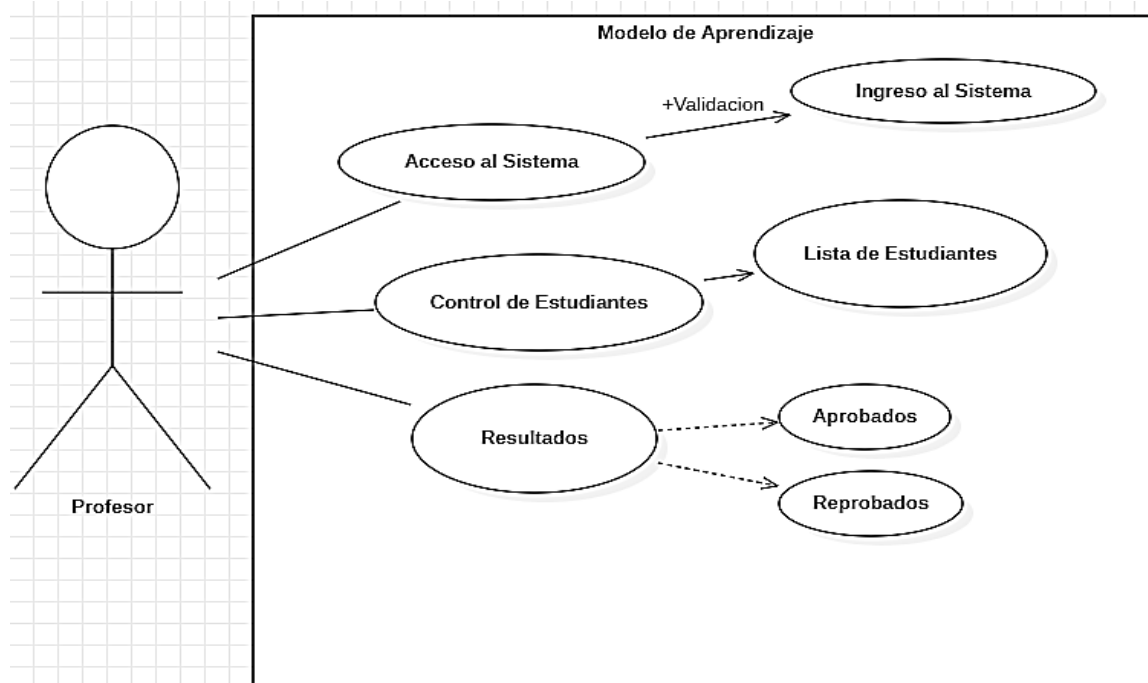 Modelo de Aprendizaje
Ingreso al Sistema
+Validacion
Acceso al Sistema
Lista de Estudiantes
Control de Estudiantes
Aprobados
Resultados
Reprobados
Profesor